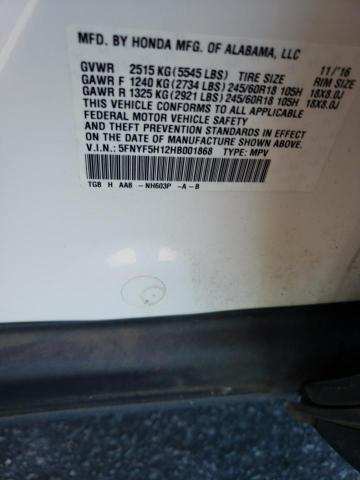 MFD. BY HONDA MFG. OF ALABAMA, LLC
GVWR 2515 KG (5545 LBS) TIRE SIZE 11/'16 RIM SIZE
GAWR F 1240 KG (2734 LBS) 245/60R18 105H 18X8.0J
GAWR R 1325 KG (2921 LBS) 245/60R18 105H 18X8.0J
THIS VEHICLE CONFORMS TO ALL APPLICABLE
FEDERAL MOTOR VEHICLE SAFETY
AND THEFT PREVENTION STANDARDS IN EFFECT
ON THE DATE OF MANUFACTURE SHOWN ABOVE.
V.I.N.: 5FNYF5H12HB001868 TYPE: MPV
TG8 H AA8 - NH603P -A-B